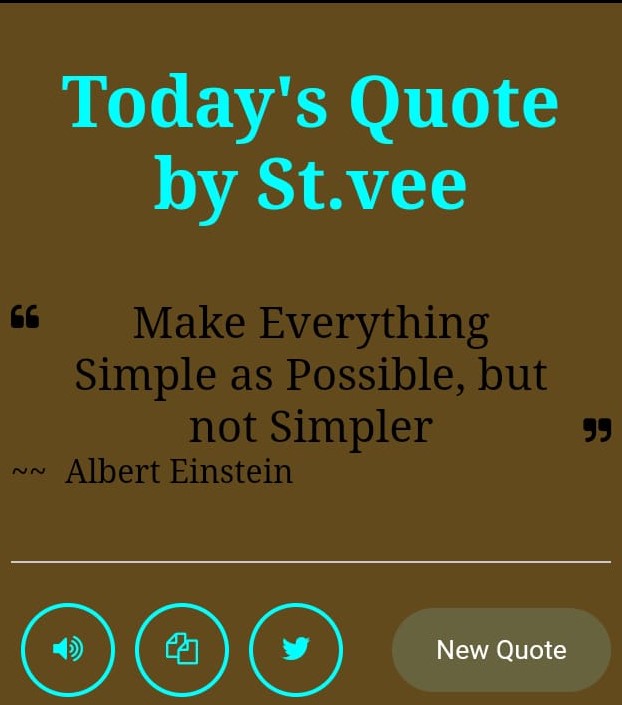 Today's Quote
by St.vee
❝ Make Everything
Simple as Possible, but
not Simpler ❞
~~ Albert Einstein
New Quote